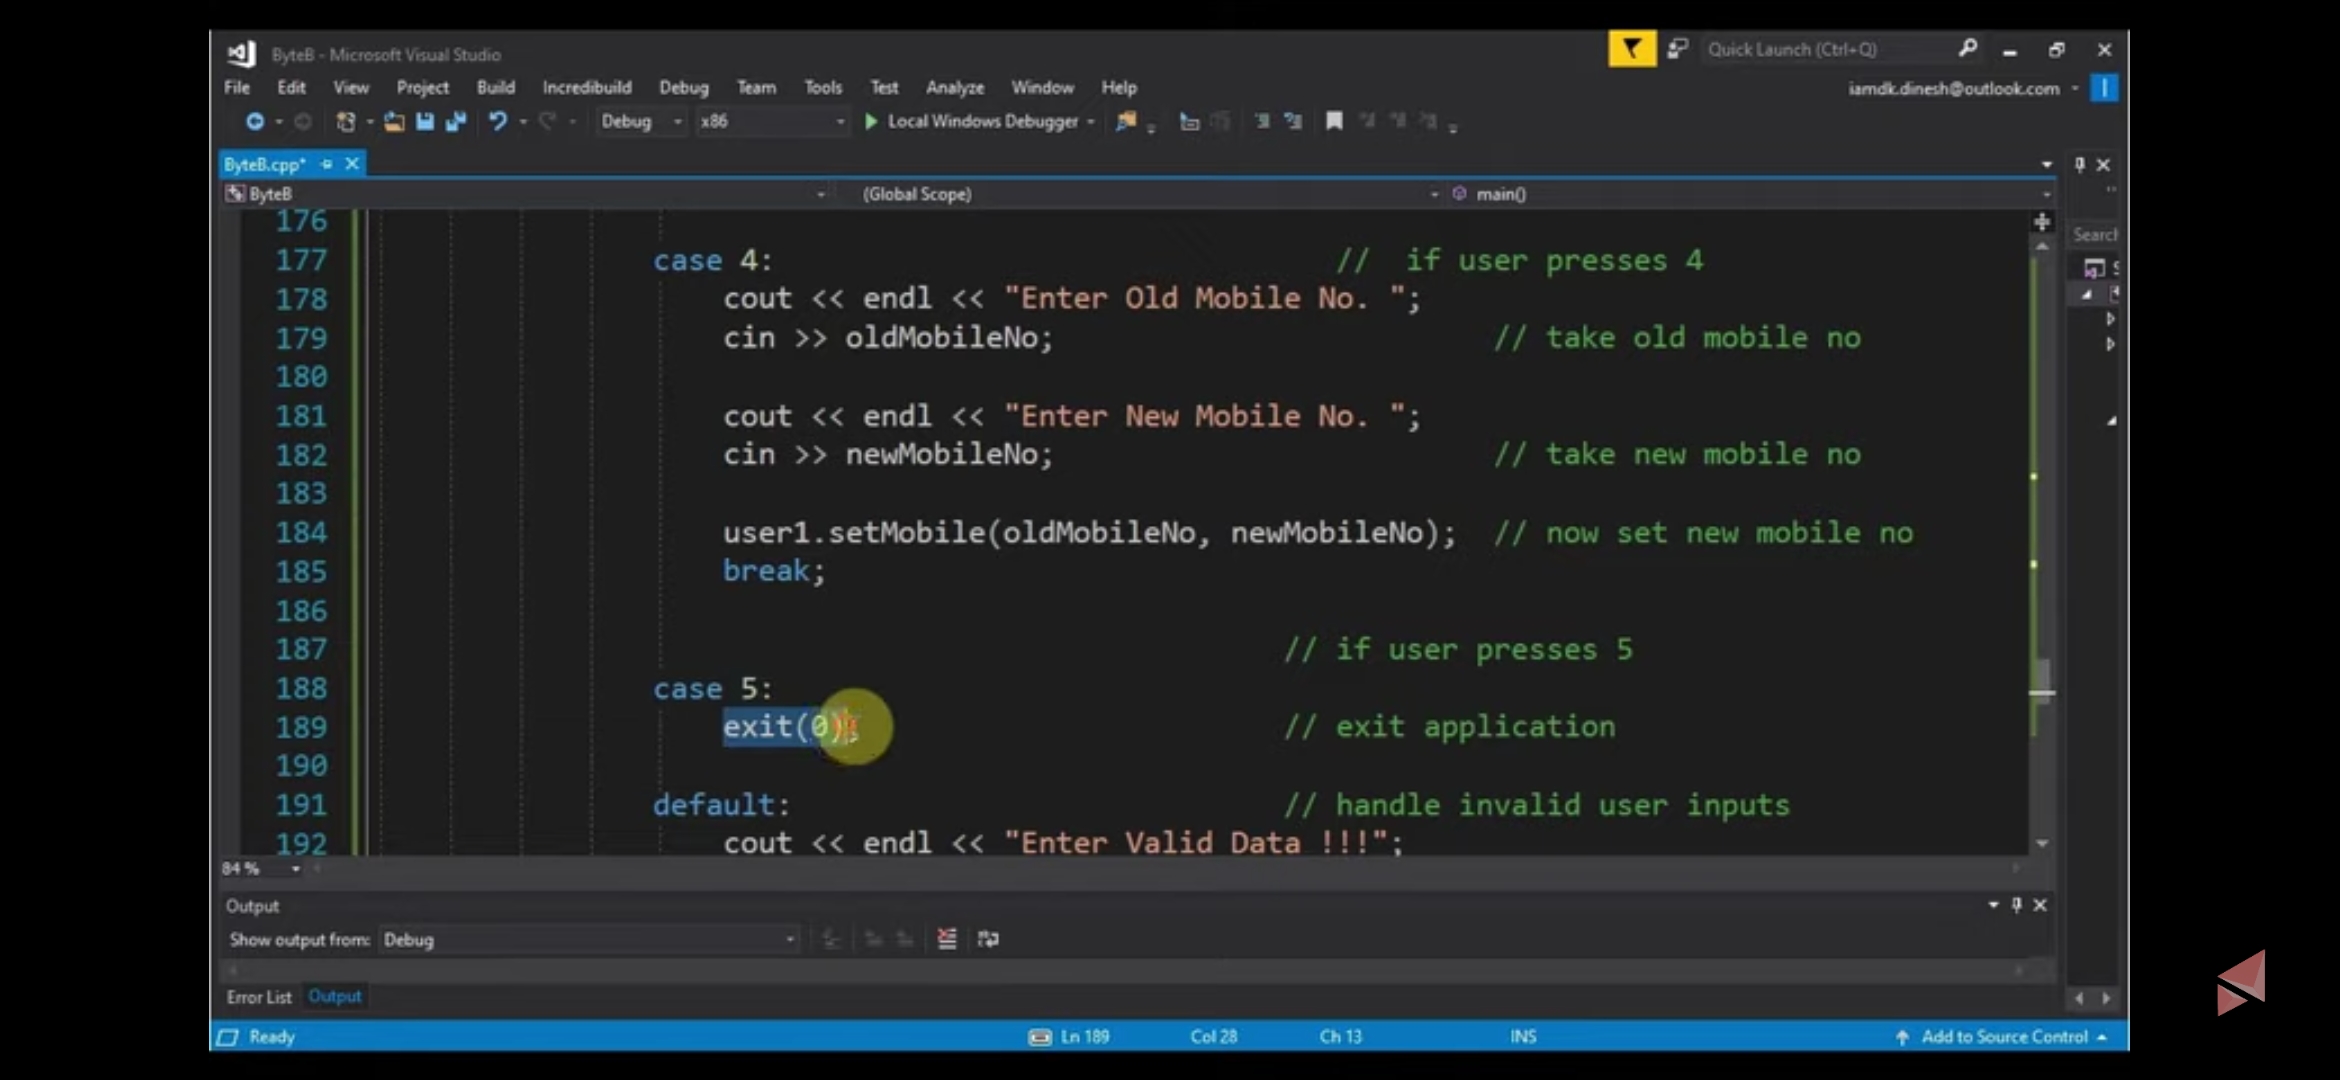 ByteB - Microsoft Visual Studio
Quick Launch (Ctrl+Q)
File Edit View Project Build Incredibuild Debug Team Tools Test Analyze Window Help
iamdk.dinesh@outlook.com
Debug x86 Local Windows Debugger
ByteB.cpp*
ByteB (Global Scope) main()
Search
176
177 case 4: // if user presses 4
178 cout << endl << "Enter Old Mobile No. ";
179 cin >> oldMobileNo; // take old mobile no
180
181 cout << endl << "Enter New Mobile No. ";
182 cin >> newMobileNo; // take new mobile no
183
184 user1.setMobile(oldMobileNo, newMobileNo); // now set new mobile no
185 break;
186
187 // if user presses 5
188 case 5:
189 exit(0); // exit application
190
191 default: // handle invalid user inputs
192 cout << endl << "Enter Valid Data !!!";
84 %
Output
Show output from: Debug
Error List Output
Ready Ln 189 Col 28 Ch 13 INS Add to Source Control